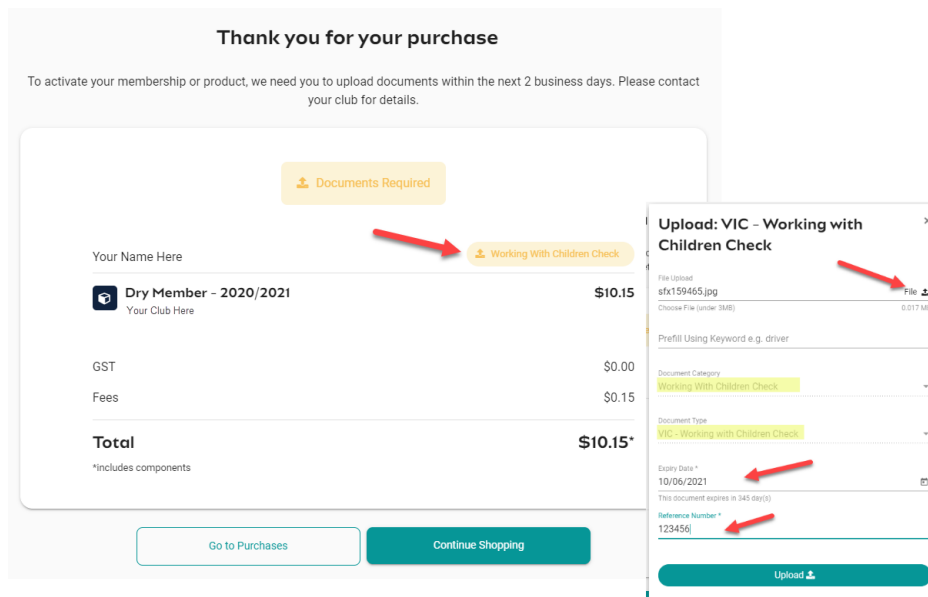 Thank you for your purchase
To activate your membership or product, we need you to upload documents within the next 2 business days. Please contact
your club for details.
Documents Required
Your Name Here
Working With Children Check
Dry Member - 2020/2021
$10.15
Your Club Here
GST
$0.00
Fees
$0.15
Total
$10.15*
*includes components
Go to Purchases
Continue Shopping
Upload: VIC - Working with
Children Check
File Upload
sfx159465.jpg
File
Choose File (under 3MB)
0.017 M
Prefill Using Keyword e.g. driver
Document Category
Working With Children Check
Document Type
VIC - Working with Children Check
Expiry Date *
10/06/2021
This document expires in 345 day(s)
Reference Number *
123456
Upload